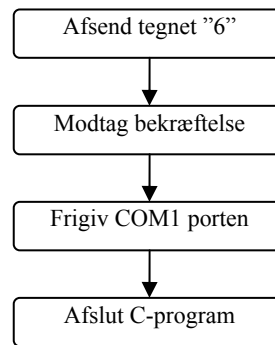 Afsend tegnet ”6”
Modtag bekræftelse
Frigiv COM1 porten
Afslut C-program